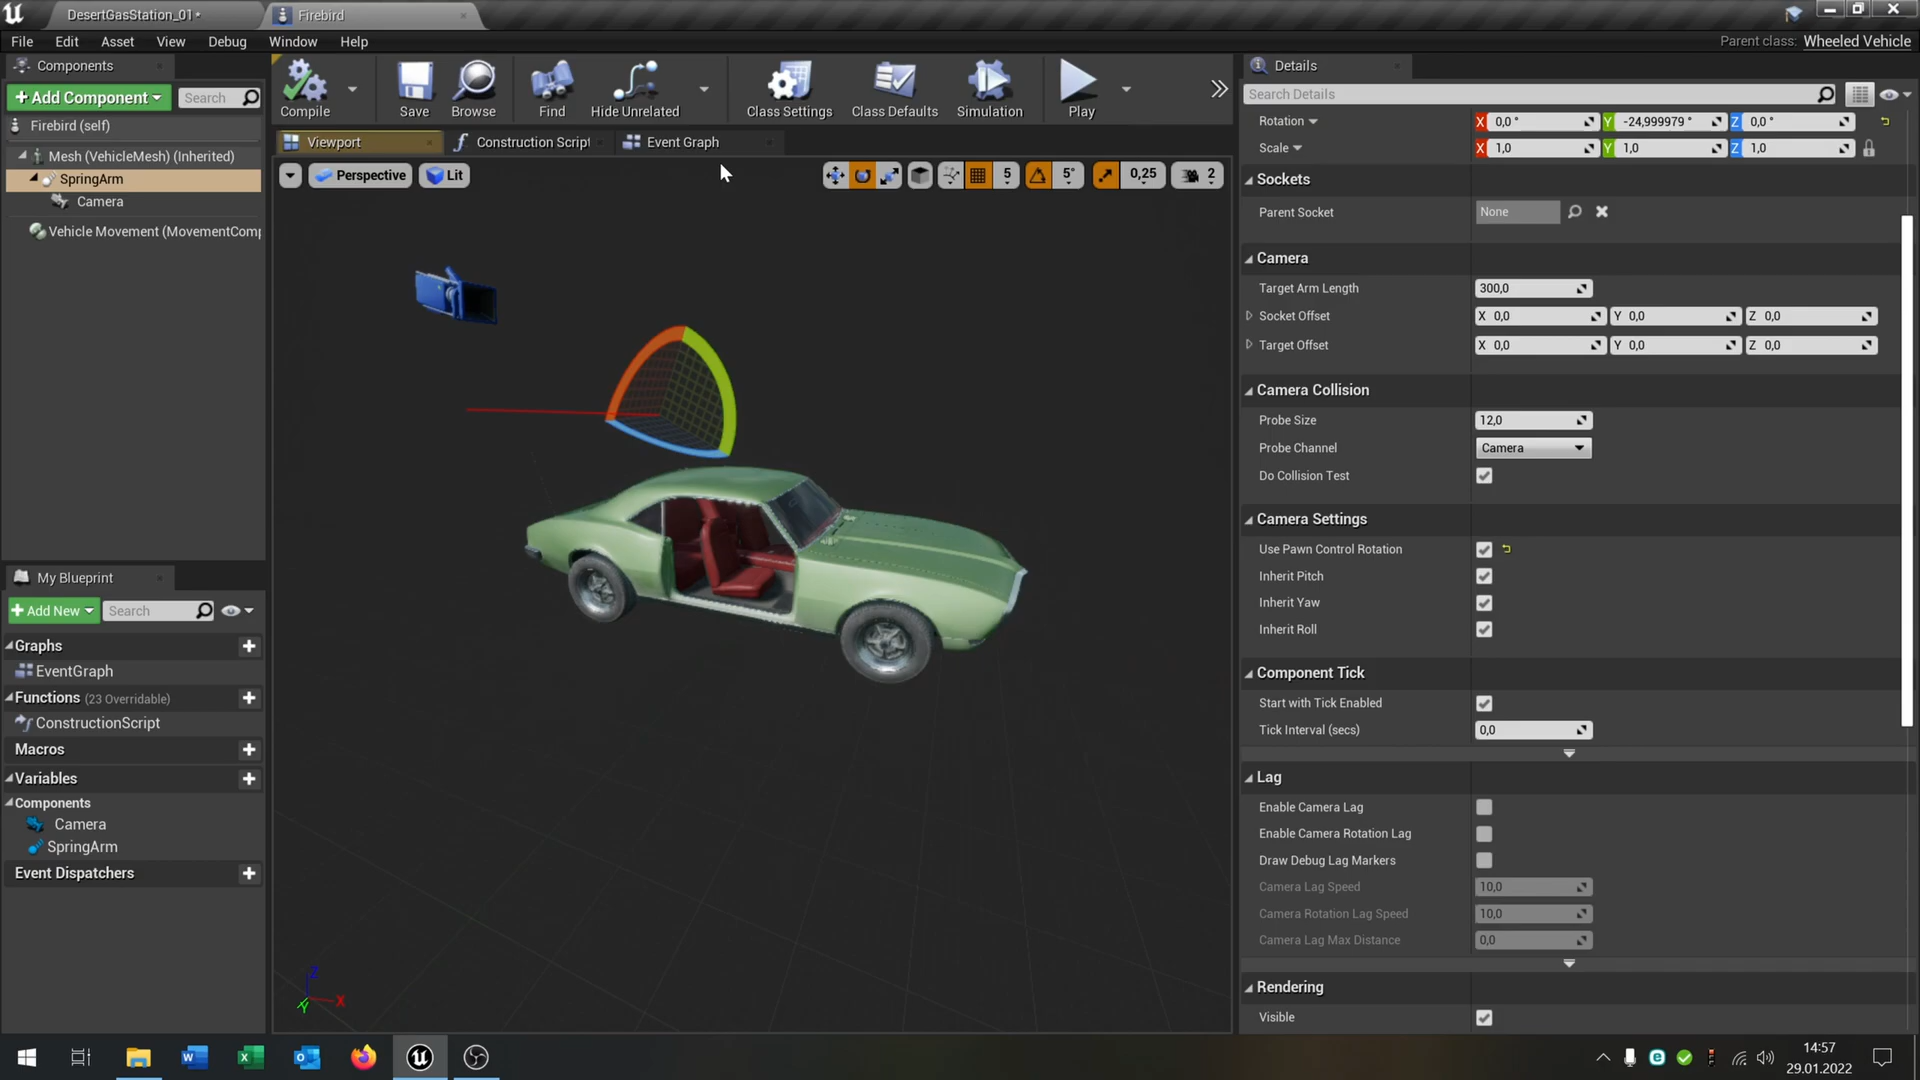 DesertGasStation_01*
Firebird
File Edit Asset View Debug Window Help
Parent class: Wheeled Vehicle
Components
+ Add Component
Search
Firebird (self)
Mesh (VehicleMesh) (Inherited)
SpringArm
Camera
Vehicle Movement (MovementComp
Compile
Save
Browse
Find
Hide Unrelated
Class Settings
Class Defaults
Simulation
Play
Viewport
Construction Script
Event Graph
Perspective
Lit
5
5°
0,25
2
Z
X
Y
My Blueprint
+ Add New
Search
Graphs
EventGraph
Functions (23 Overridable)
ConstructionScript
Macros
Variables
Components
Camera
SpringArm
Event Dispatchers
Details
Search Details
Rotation X 0,0 ° Y -24,999979 ° Z 0,0 °
Scale X 1,0 Y 1,0 Z 1,0
Sockets
Parent Socket None
Camera
Target Arm Length 300,0
Socket Offset X 0,0 Y 0,0 Z 0,0
Target Offset X 0,0 Y 0,0 Z 0,0
Camera Collision
Probe Size 12,0
Probe Channel Camera
Do Collision Test
Camera Settings
Use Pawn Control Rotation
Inherit Pitch
Inherit Yaw
Inherit Roll
Component Tick
Start with Tick Enabled
Tick Interval (secs) 0,0
Lag
Enable Camera Lag
Enable Camera Rotation Lag
Draw Debug Lag Markers
Camera Lag Speed 10,0
Camera Rotation Lag Speed 10,0
Camera Lag Max Distance 0,0
Rendering
Visible
14:57
29.01.2022